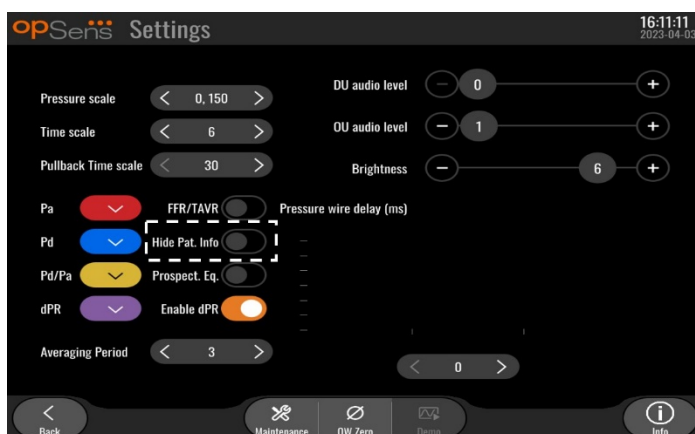 opSens Settings
16:11:11
2023-04-03
Pressure scale < 0, 150 >
Time scale < 6 >
Pullback Time scale < 30 >
DU audio level − 0 +
OU audio level − 1 +
Brightness − 6 +
Pa FFR/TAVR Pressure wire delay (ms)
Pd Hide Pat. Info
Pd/Pa Prospect. Eq.
dPR Enable dPR
Averaging Period < 3 >
< 0 >
Back Maintenance OW Zero Demo Info